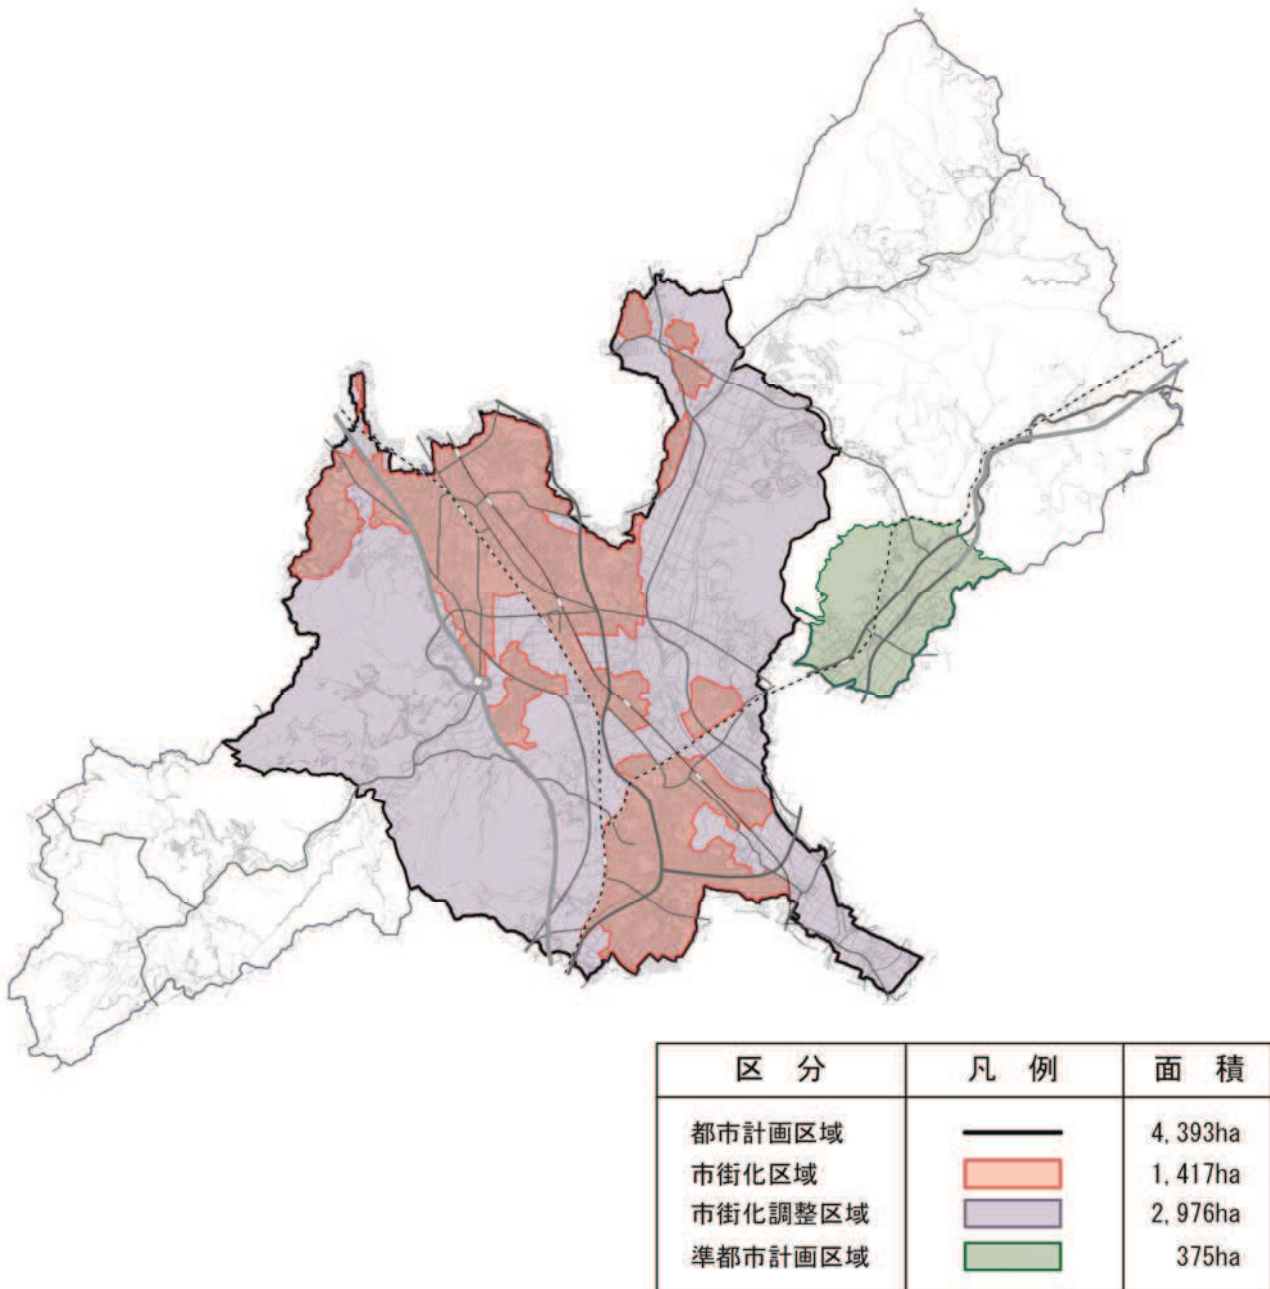 区 分 凡 例 面 積
都市計画区域 4,393ha
市街化区域 1,417ha
市街化調整区域 2,976ha
準都市計画区域 375ha